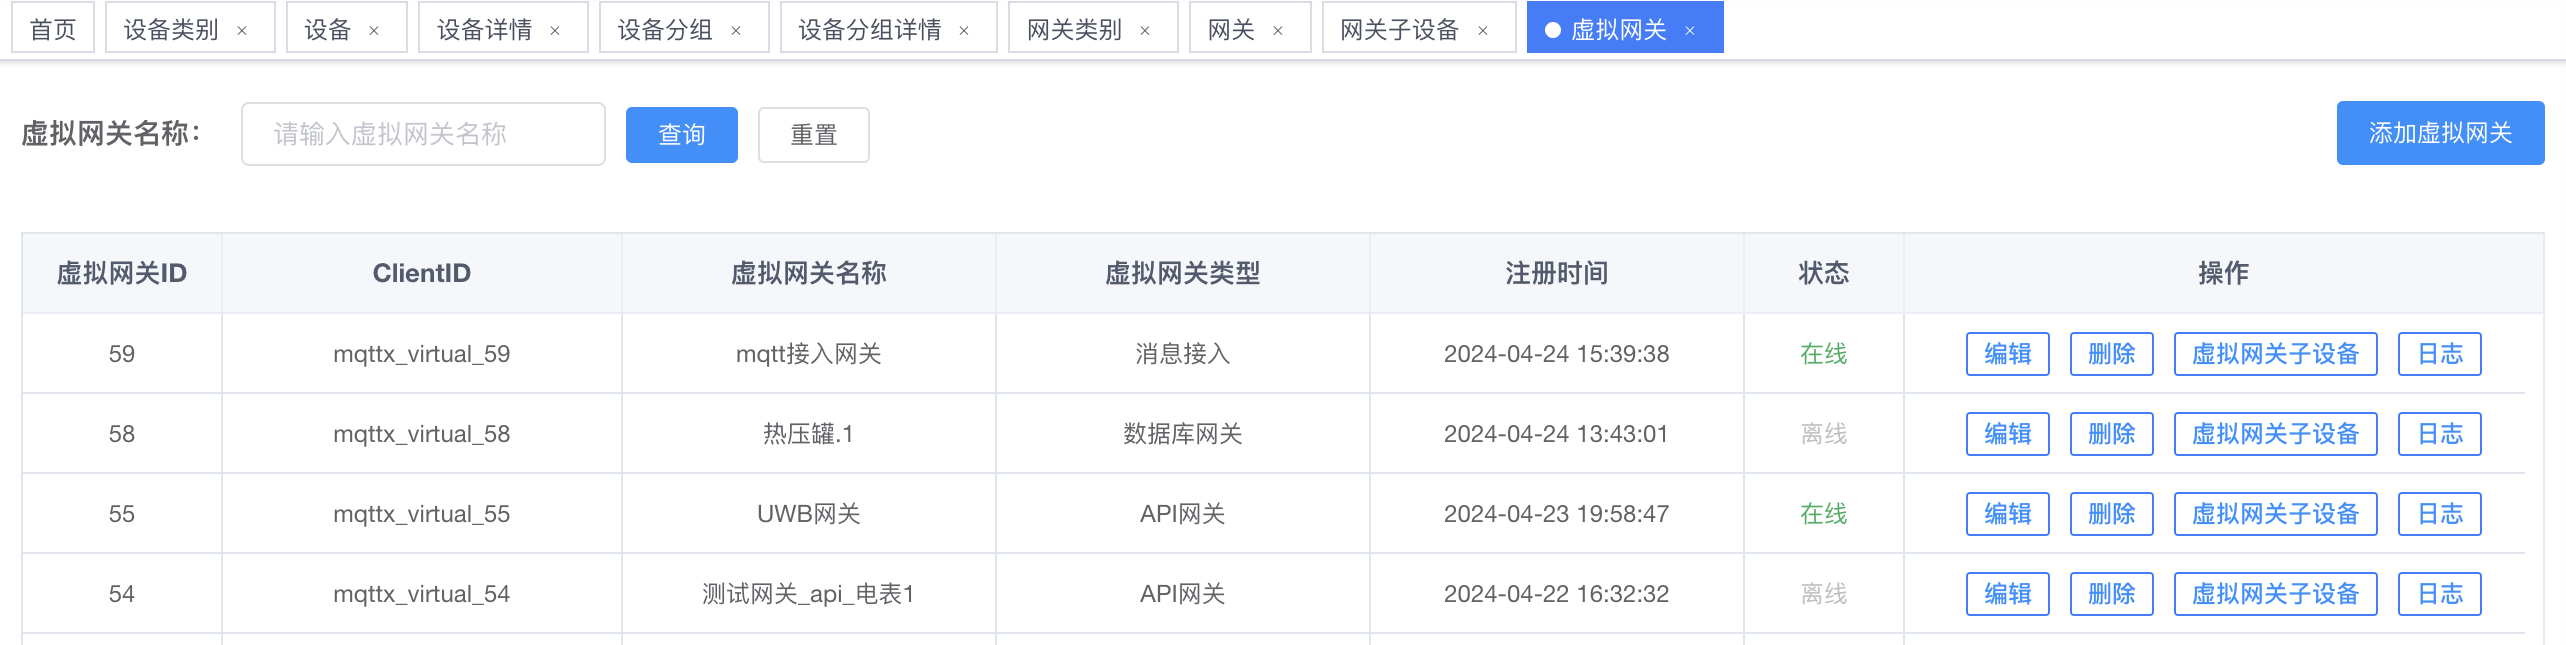 首页 设备类别 × 设备 × 设备详情 × 设备分组 × 设备分组详情 × 网关类别 × 网关 × 网关子设备 × 虚拟网关 ×
虚拟网关名称： 请输入虚拟网关名称 查询 重置 添加虚拟网关
虚拟网关ID ClientID 虚拟网关名称 虚拟网关类型 注册时间 状态 操作
59 mqttx_virtual_59 mqtt接入网关 消息接入 2024-04-24 15:39:38 在线 编辑 删除 虚拟网关子设备 日志
58 mqttx_virtual_58 热压罐.1 数据库网关 2024-04-24 13:43:01 离线 编辑 删除 虚拟网关子设备 日志
55 mqttx_virtual_55 UWB网关 API网关 2024-04-23 19:58:47 在线 编辑 删除 虚拟网关子设备 日志
54 mqttx_virtual_54 测试网关_api_电表1 API网关 2024-04-22 16:32:32 离线 编辑 删除 虚拟网关子设备 日志